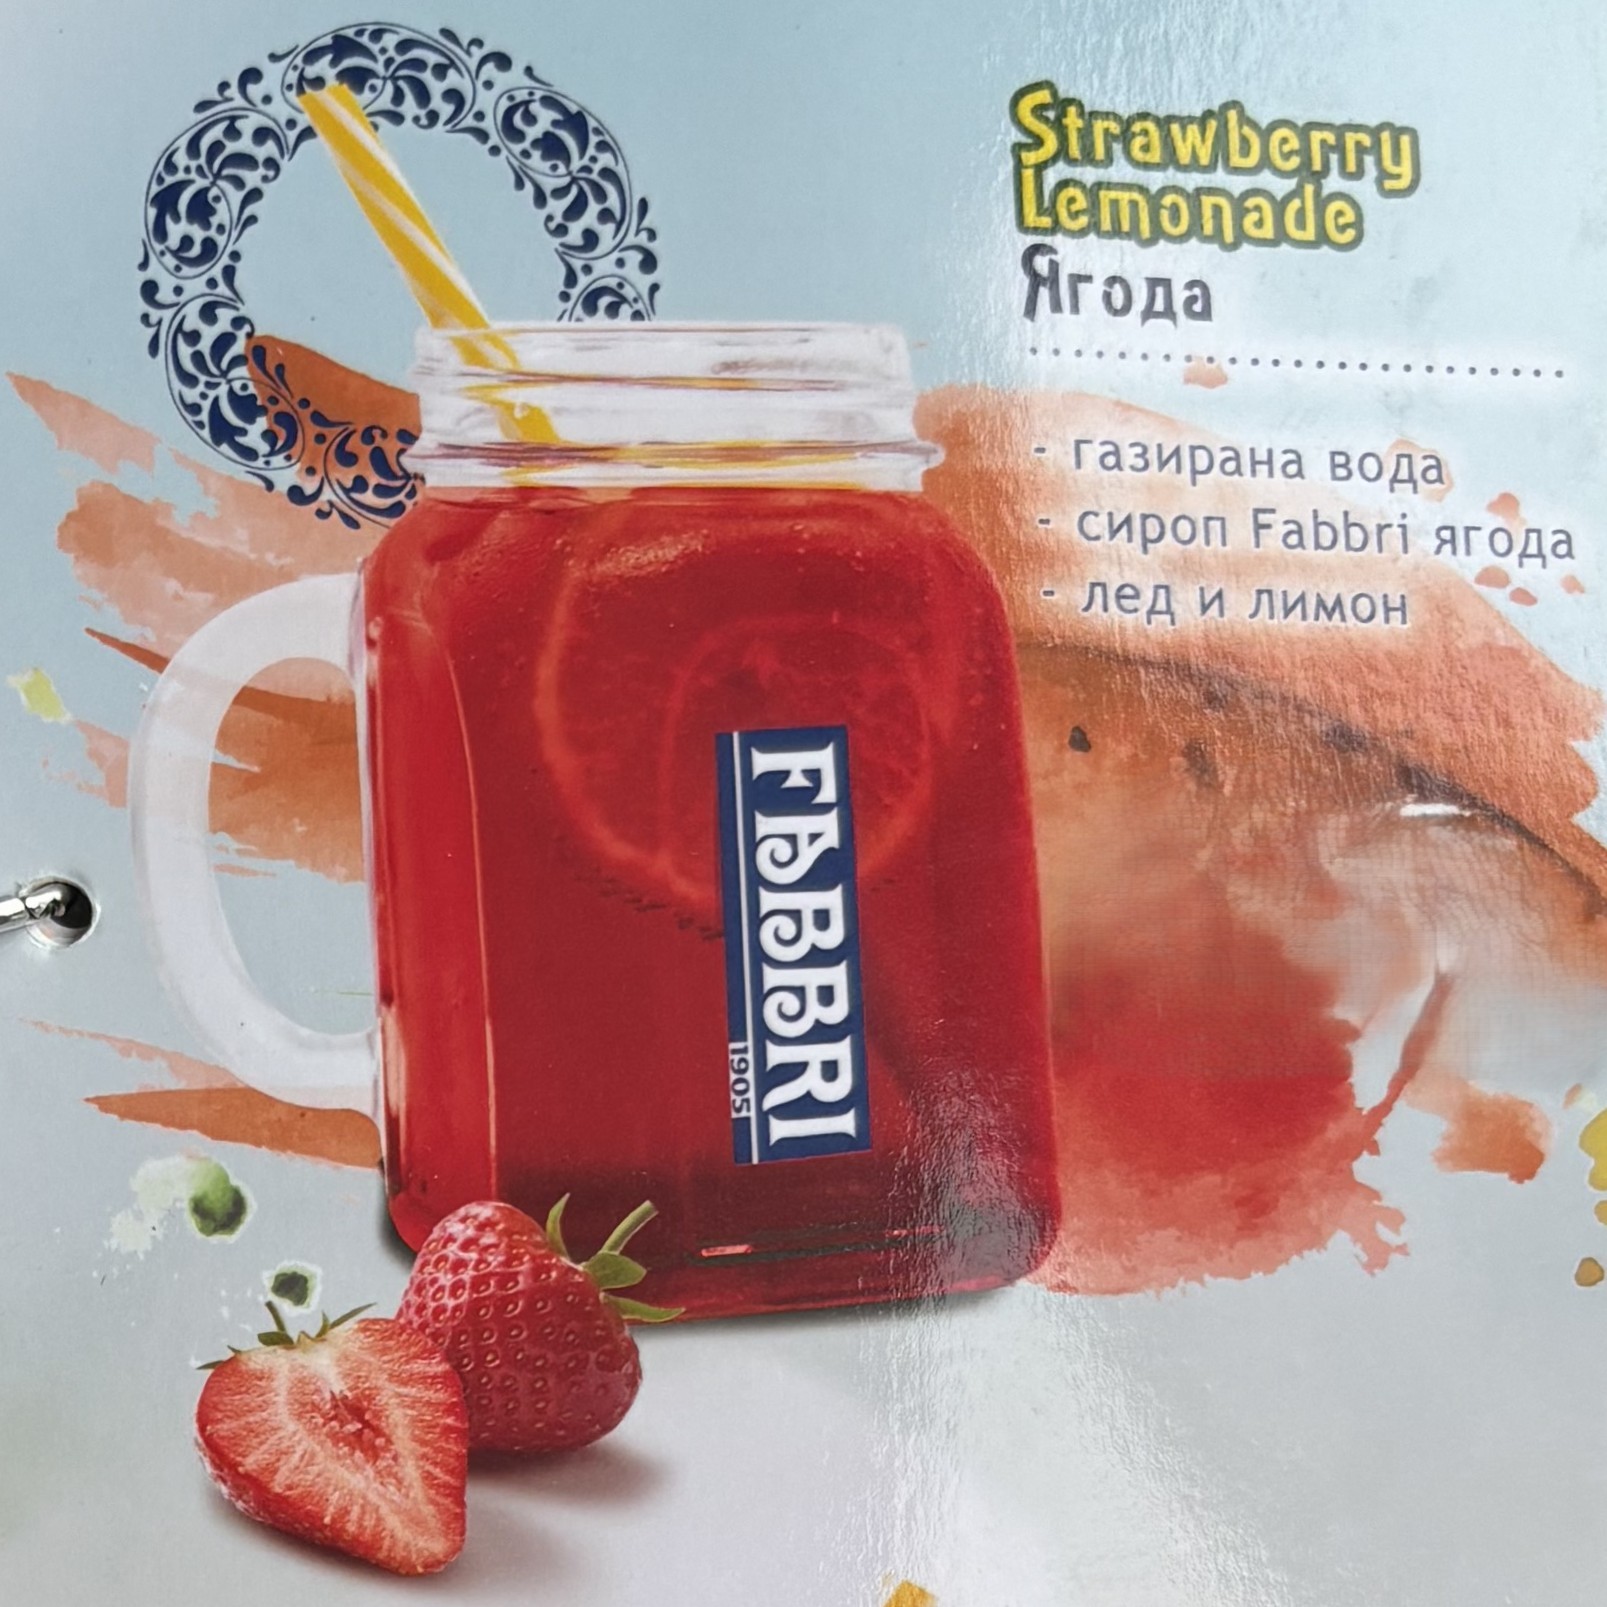 Strawberry
Lemonade
Ягода
- газирана вода
- сироп Fabbri ягода
- лед и лимон
FABBRI
1905